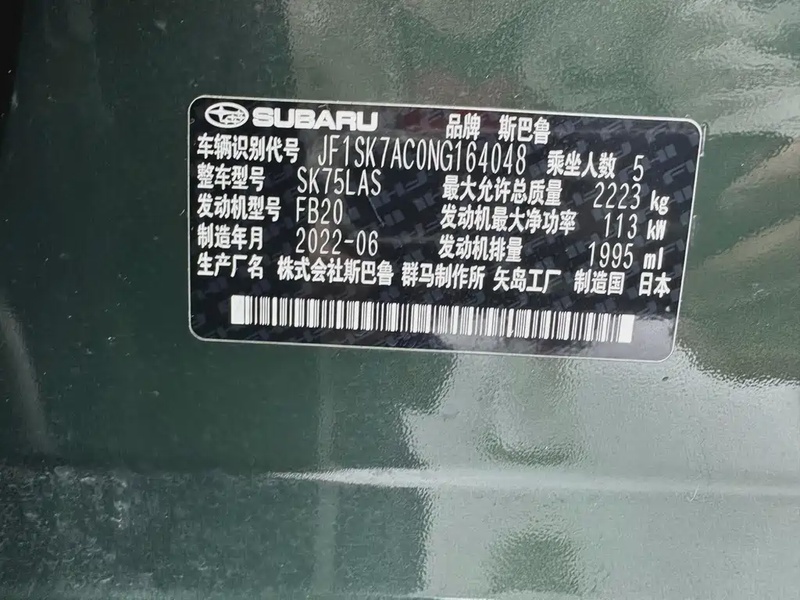 SUBARU 品牌 斯巴鲁
车辆识别代号 JF1SK7AC0NG164048 乘坐人数 5
整车型号 SK75LAS 最大允许总质量 2223 kg
发动机型号 FB20 发动机最大净功率 113 kW
制造年月 2022-06 发动机排量 1995 ml
生产厂名 株式会社斯巴鲁 群马制作所 矢岛工厂 制造国 日本